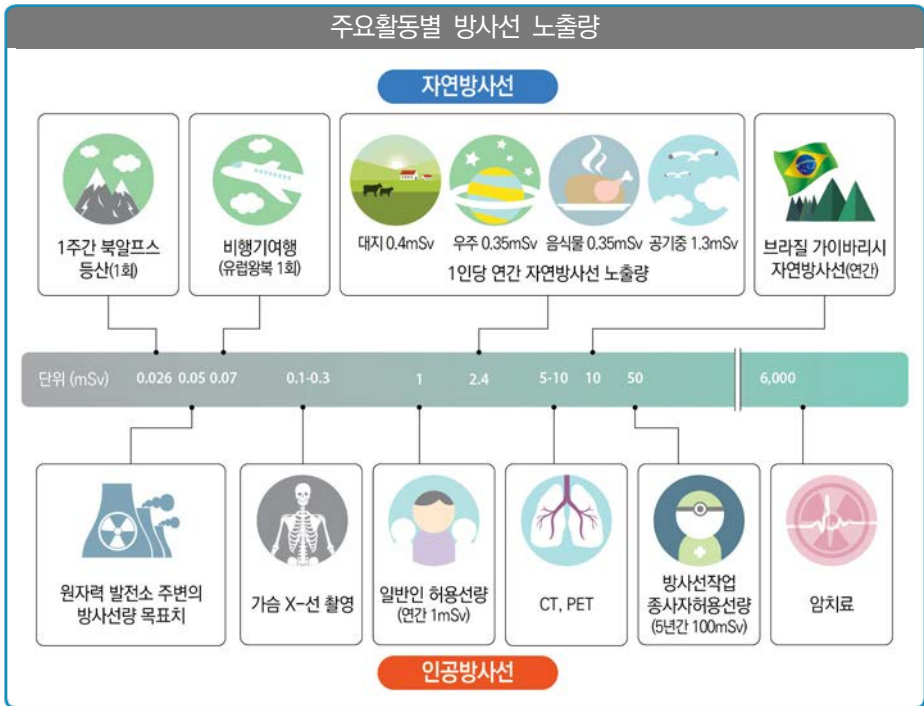 주요활동별 방사선 노출량
자연방사선
1주간 북알프스
등산(1회)
비행기여행
(유럽왕복 1회)
대지 0.4mSv 우주 0.35mSv 음식물 0.35mSv 공기중 1.3mSv
1인당 연간 자연방사선 노출량
브라질 가이바리시
자연방사선(연간)
단위 (mSv) 0.026 0.05 0.07 0.1-0.3 1 2.4 5-10 10 50 6,000
원자력 발전소 주변의
방사선량 목표치
가슴 X-선 촬영
일반인 허용선량
(연간 1mSv)
CT, PET
방사선작업
종사자허용선량
(5년간 100mSv)
암치료
인공방사선